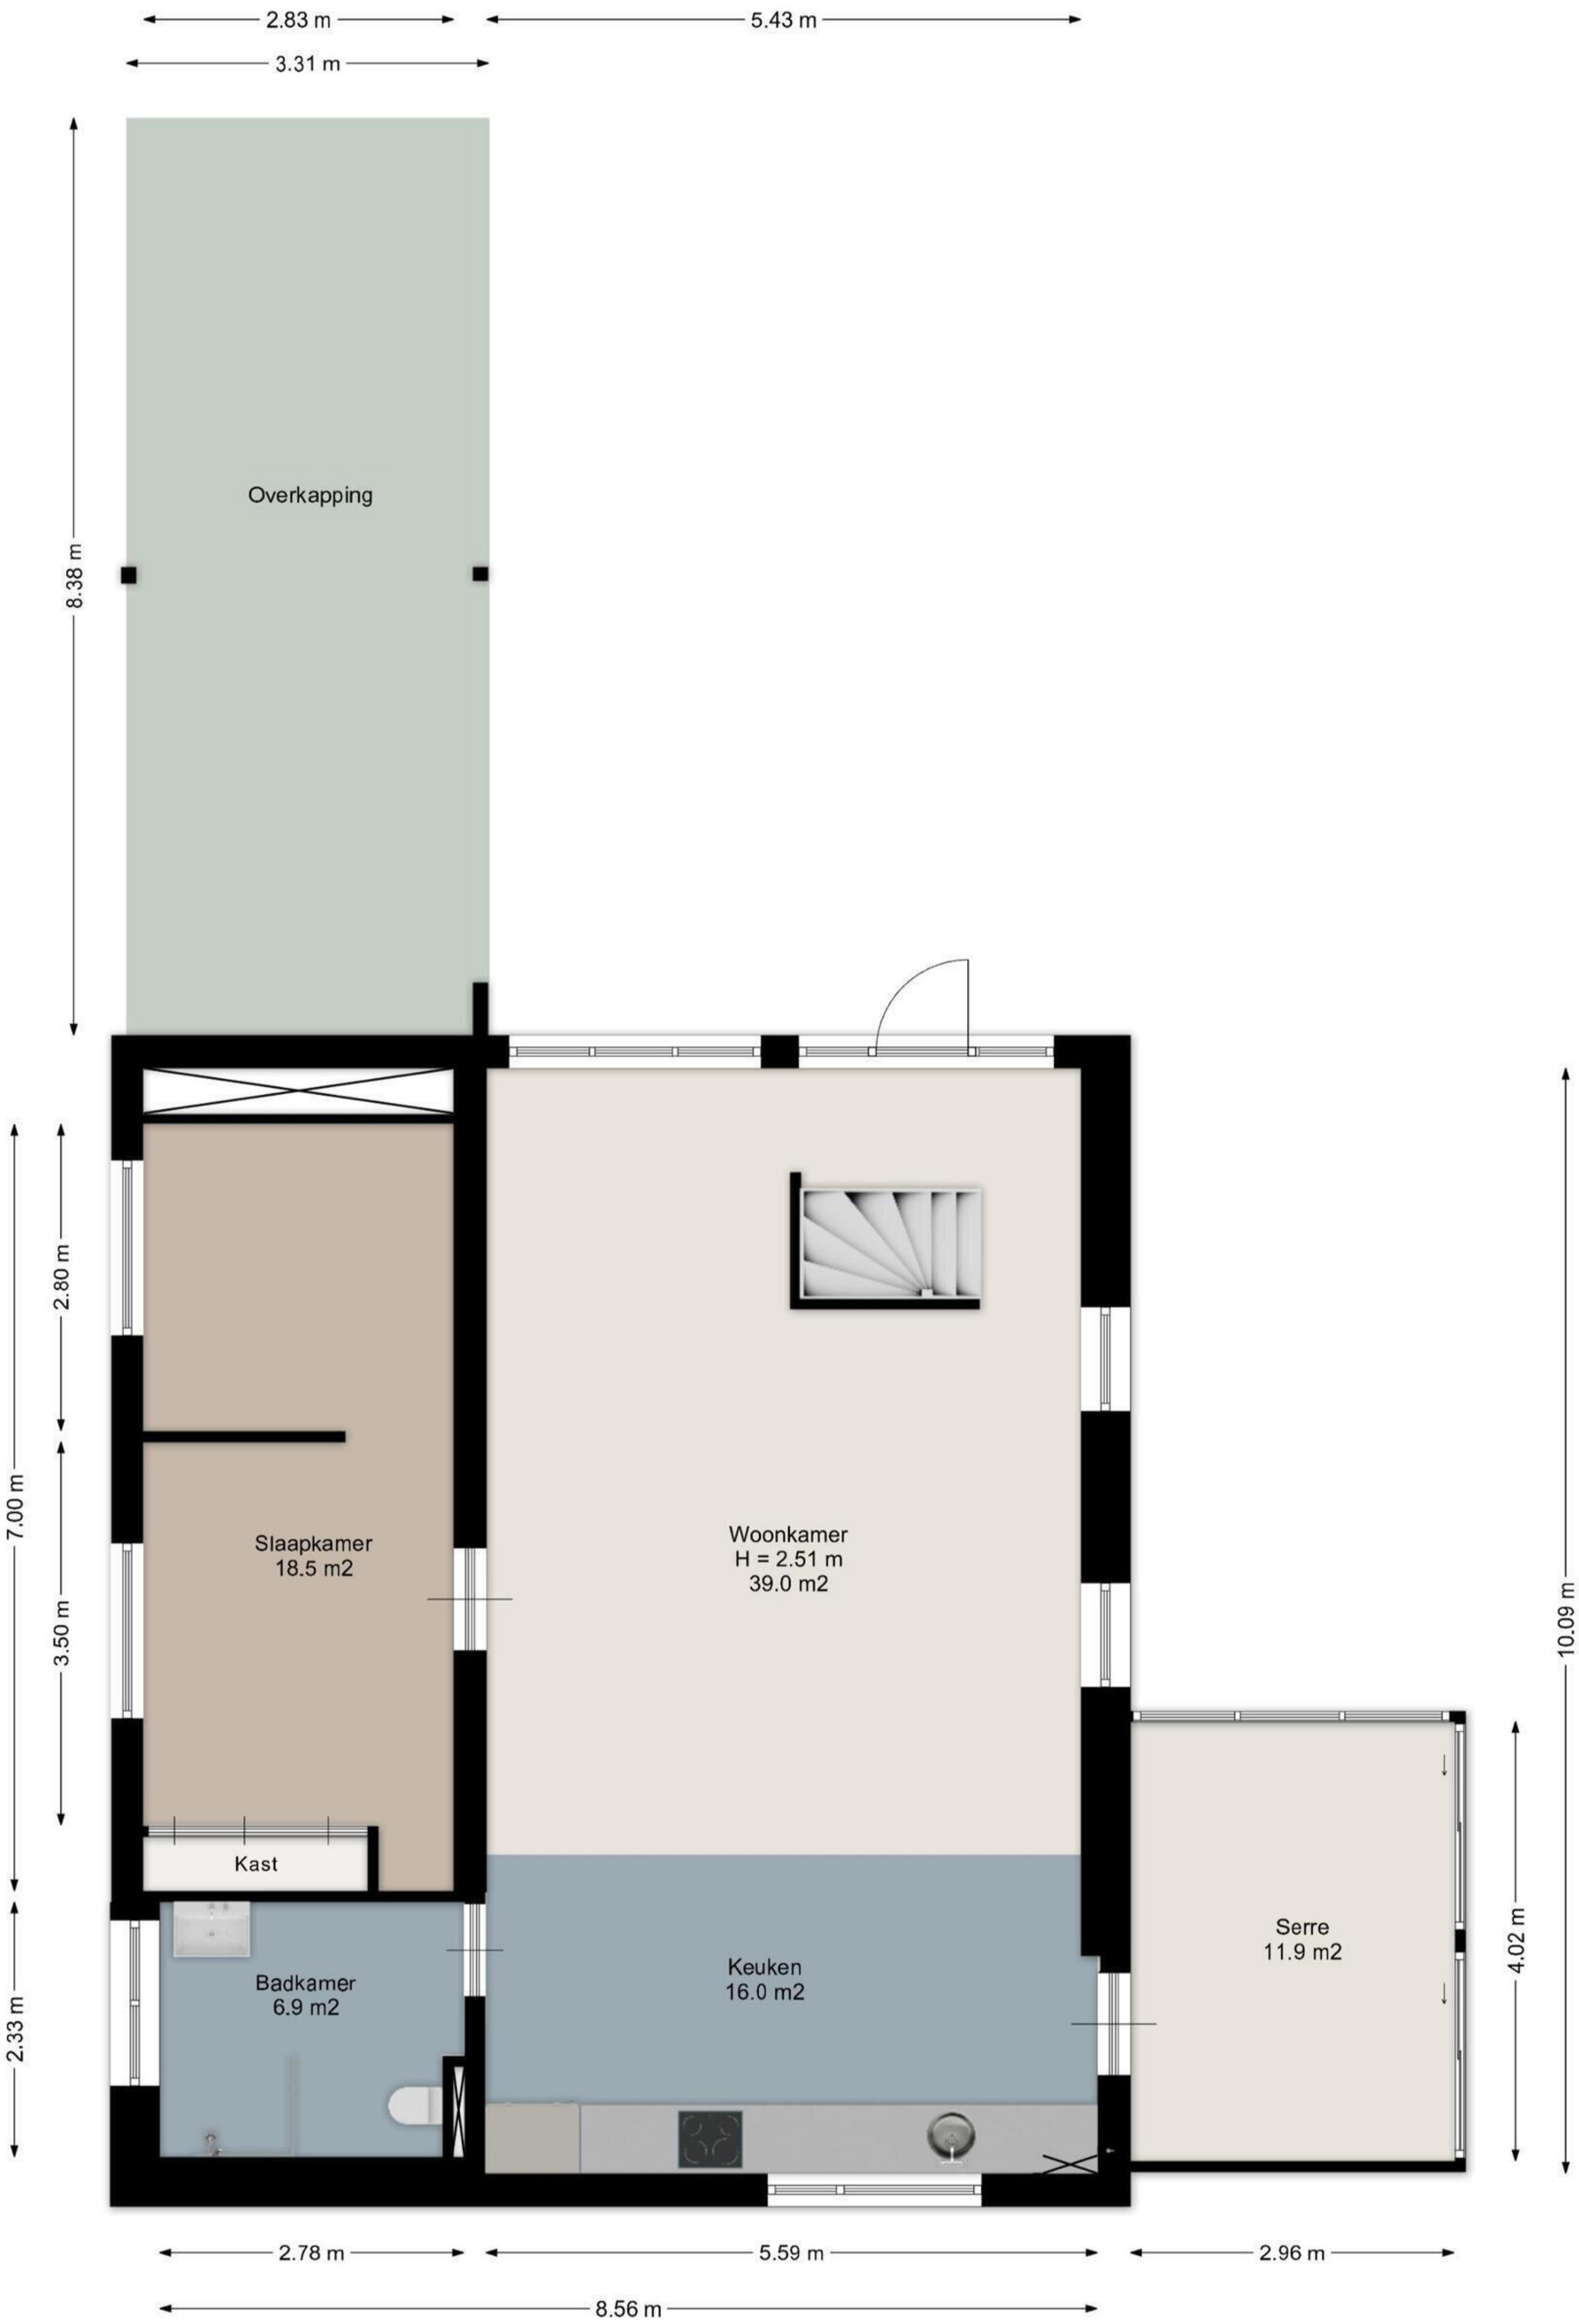 2.83 m
5.43 m
3.31 m
Overkapping
8.38 m
2.80 m
7.00 m
Slaapkamer
18.5 m2
Woonkamer
H = 2.51 m
39.0 m2
3.50 m
10.09 m
Kast
Serre
11.9 m2
4.02 m
Keuken
16.0 m2
Badkamer
6.9 m2
2.33 m
2.78 m
5.59 m
2.96 m
8.56 m